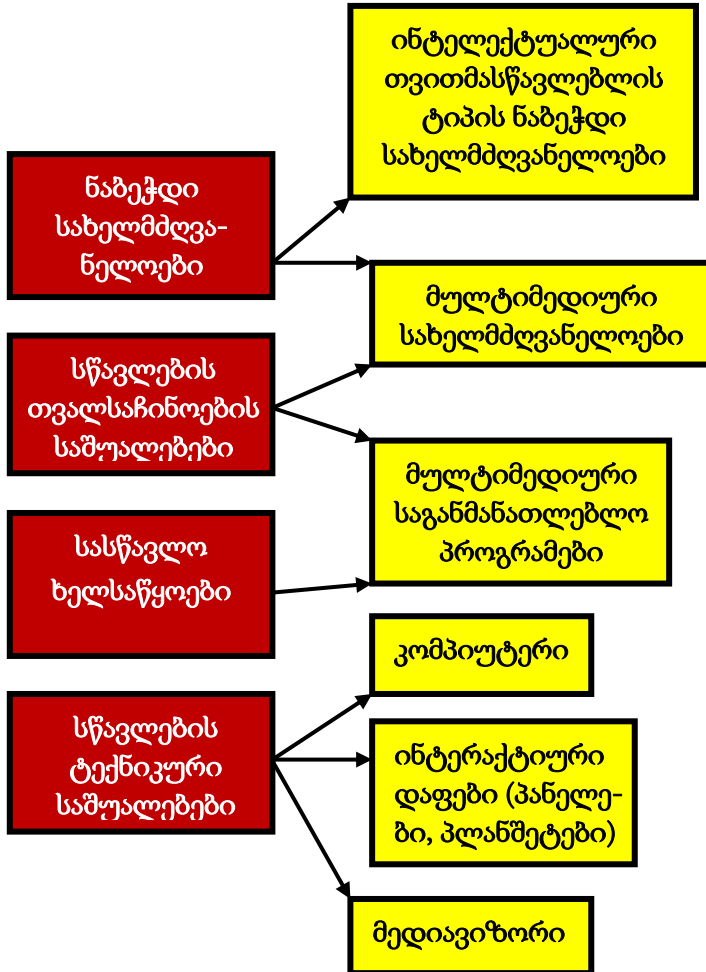 ინტელექტუალური
თვითმასწავლებლის
ტიპის ნაბეჭდი
სახელმძღვანელოები
ნაბეჭდი
სახელმძღვა-
ნელოები
მულტიმედიური
სახელმძღვანელოები
სწავლების
თვალსაჩინოების
საშუალებები
მულტიმედიური
საგანმანათლებლო
პროგრამები
სასწავლო
ხელსაწყოები
კომპიუტერი
სწავლების
ტექნიკური
საშუალებები
ინტერაქტიური
დაფები (პანელე-
ბი, პლანშეტები)
მედიავიზორი